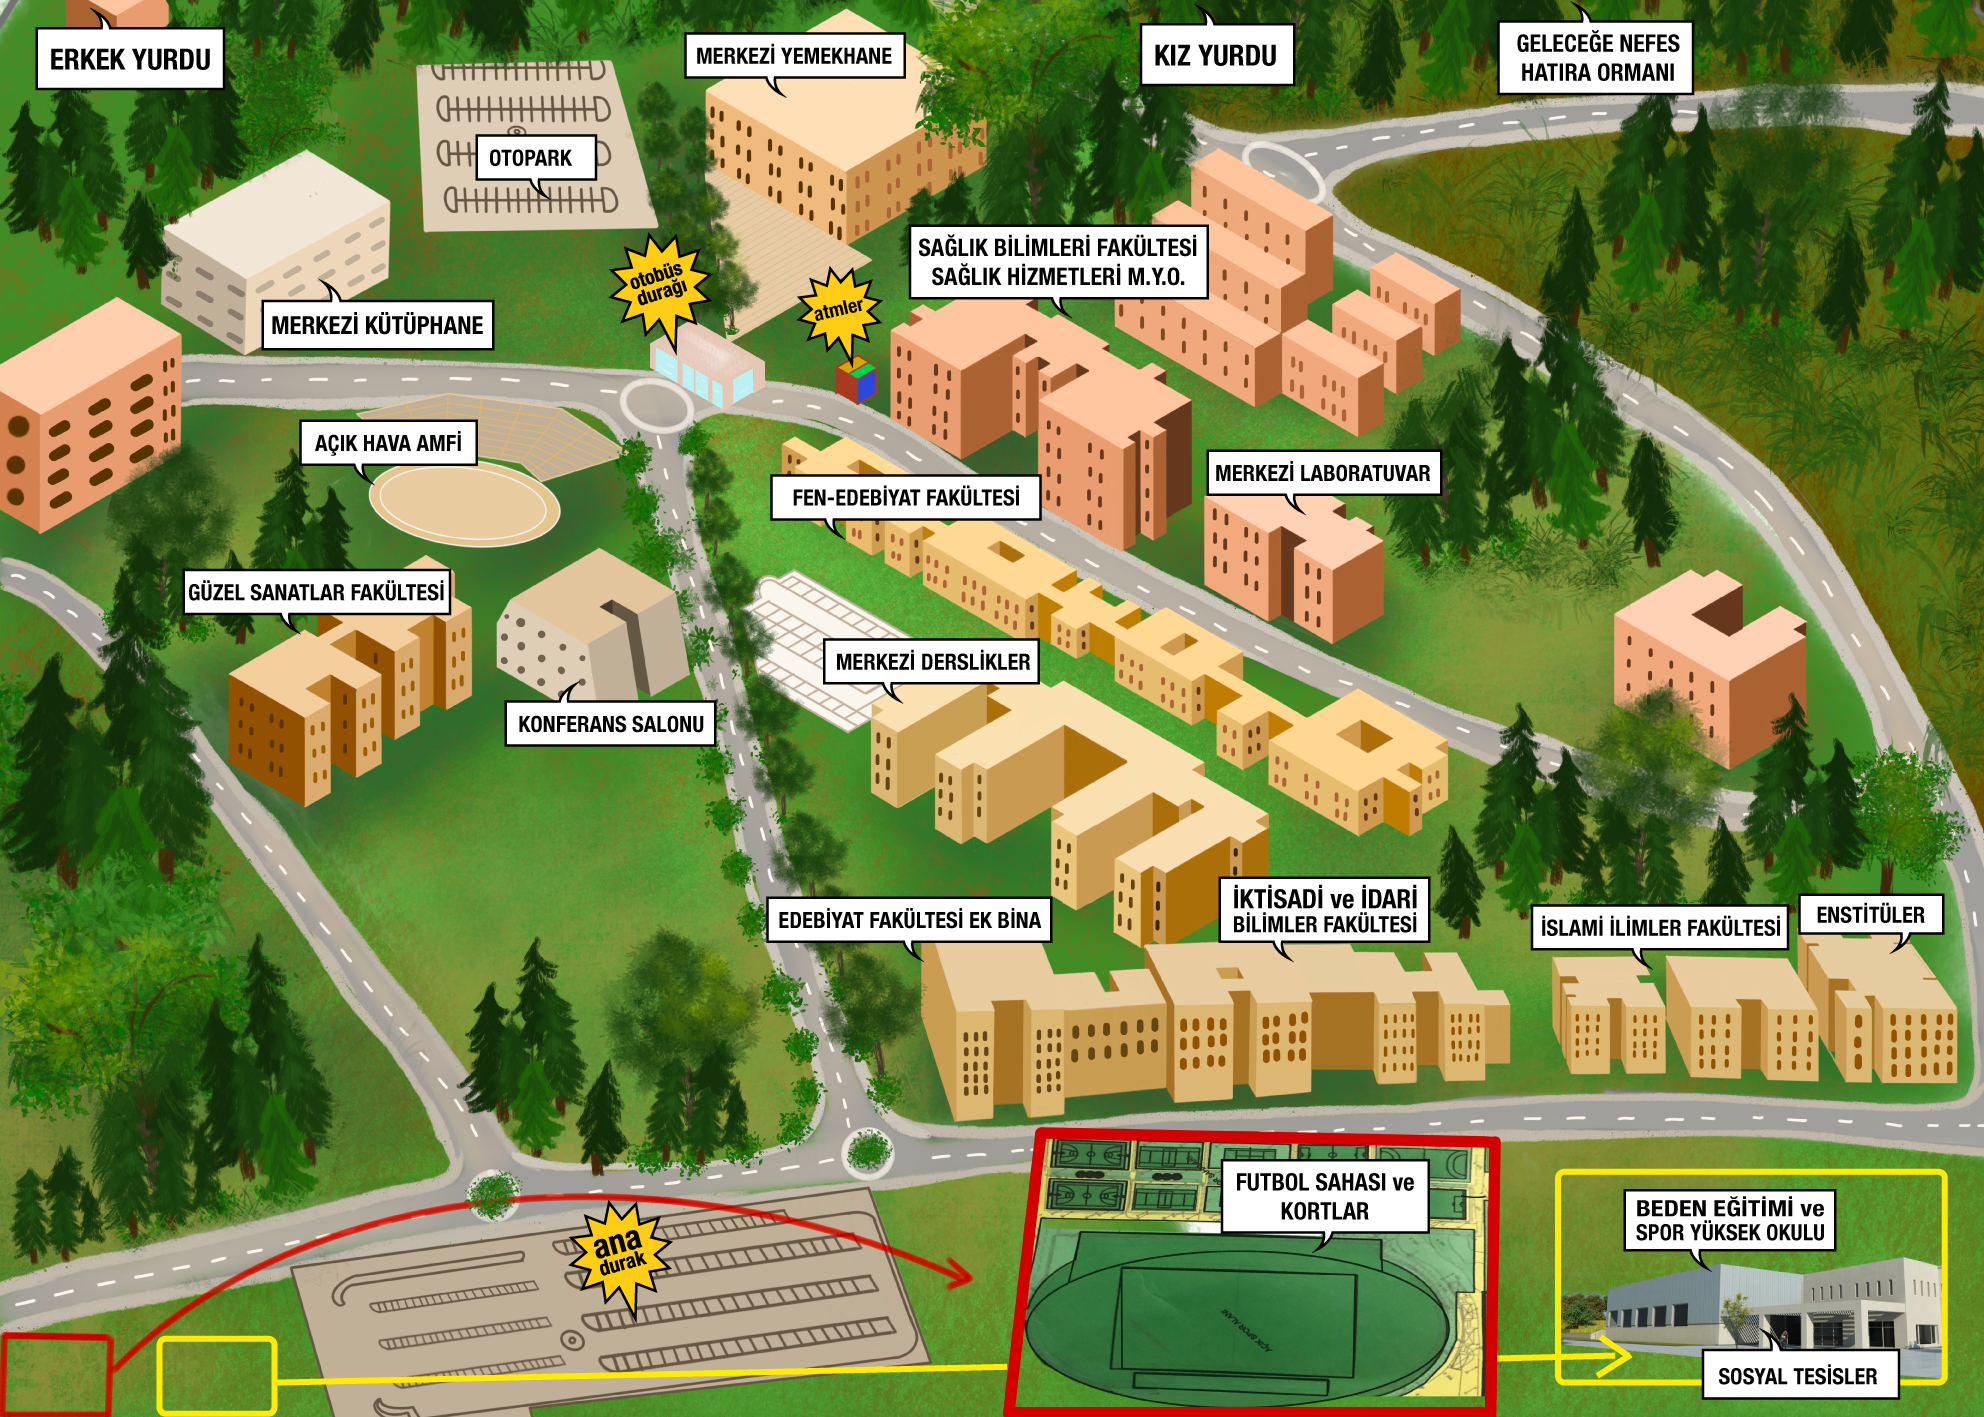 ERKEK YURDU
MERKEZİ YEMEKHANE
KIZ YURDU
GELECEĞE NEFES
HATIRA ORMANI
OTOPARK
SAĞLIK BİLİMLERİ FAKÜLTESİ
SAĞLIK HİZMETLERİ M.Y.O.
otobüs
durağı
atmler
MERKEZİ KÜTÜPHANE
AÇIK HAVA AMFİ
FEN-EDEBİYAT FAKÜLTESİ
MERKEZİ LABORATUVAR
GÜZEL SANATLAR FAKÜLTESİ
MERKEZİ DERSLİKLER
KONFERANS SALONU
EDEBİYAT FAKÜLTESİ EK BİNA
İKTİSADİ ve İDARİ
BİLİMLER FAKÜLTESİ
İSLAMİ İLİMLER FAKÜLTESİ
ENSTİTÜLER
FUTBOL SAHASI ve
KORTLAR
BEDEN EĞİTİMİ ve
SPOR YÜKSEK OKULU
ana
durak
AÇIK SPOR ALANI
SOSYAL TESİSLER